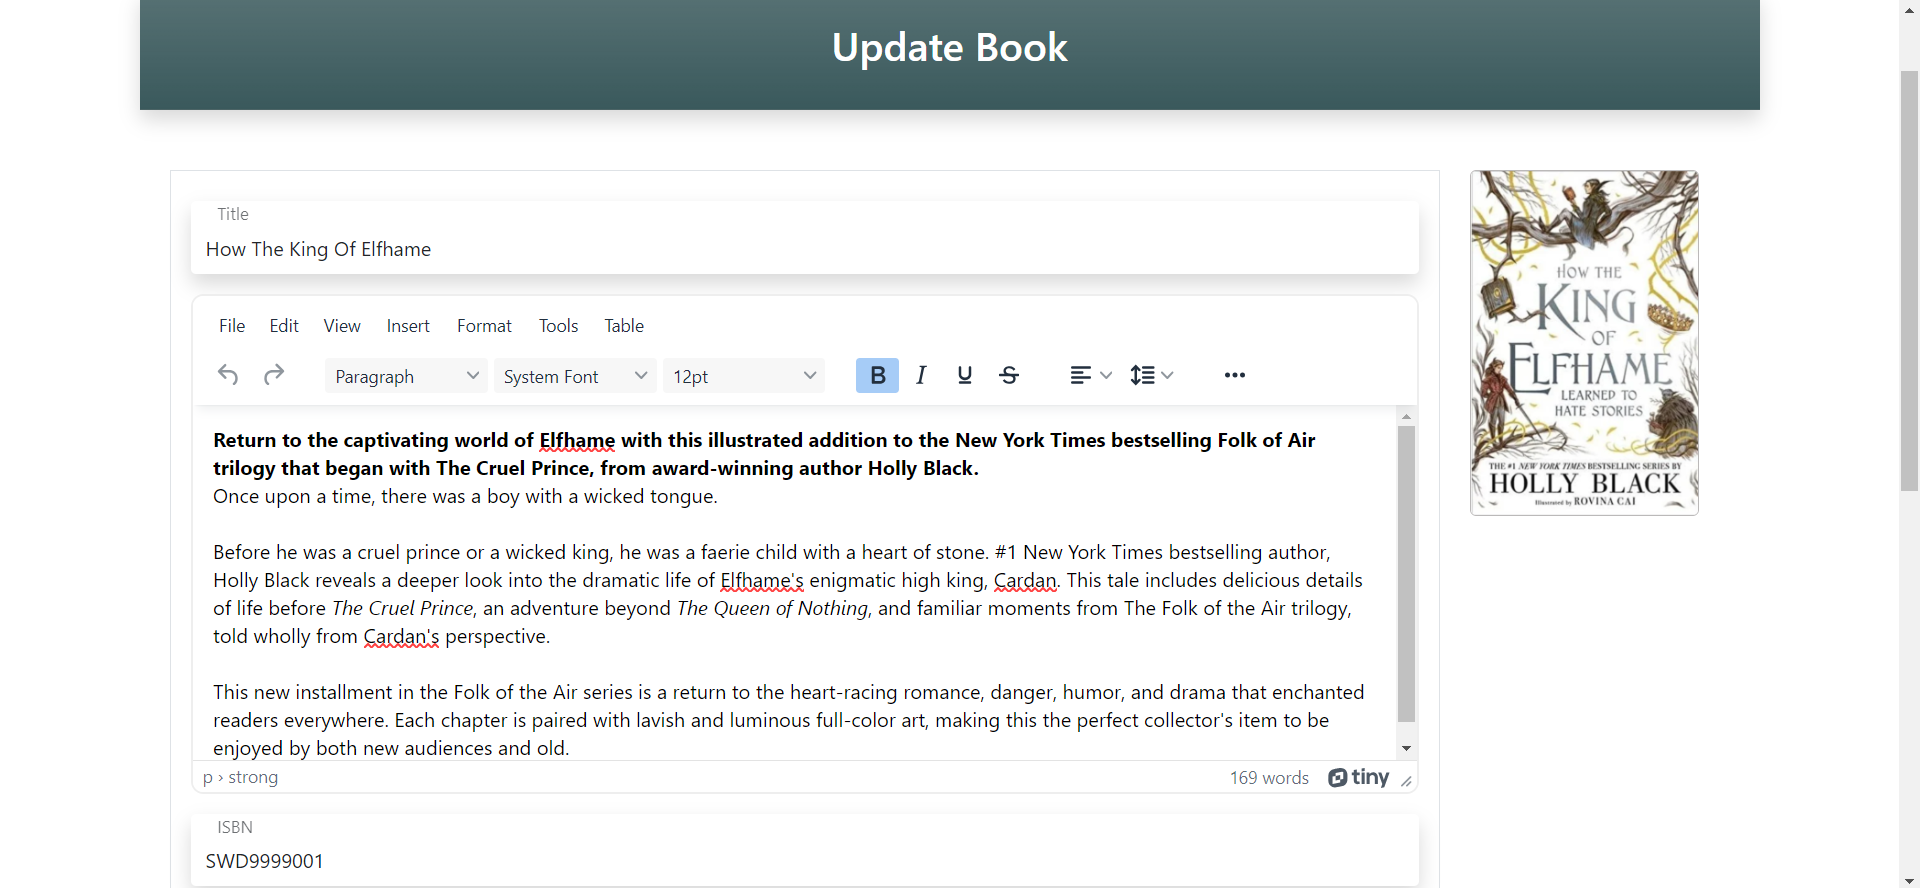 Update Book
Title
How The King Of Elfhame
File Edit View Insert Format Tools Table
Paragraph System Font 12pt B I U S
Return to the captivating world of Elfhame with this illustrated addition to the New York Times bestselling Folk of Air
trilogy that began with The Cruel Prince, from award-winning author Holly Black.
Once upon a time, there was a boy with a wicked tongue.
Before he was a cruel prince or a wicked king, he was a faerie child with a heart of stone. #1 New York Times bestselling author,
Holly Black reveals a deeper look into the dramatic life of Elfhame's enigmatic high king, Cardan. This tale includes delicious details
of life before The Cruel Prince, an adventure beyond The Queen of Nothing, and familiar moments from The Folk of the Air trilogy,
told wholly from Cardan's perspective.
This new installment in the Folk of the Air series is a return to the heart-racing romance, danger, humor, and drama that enchanted
readers everywhere. Each chapter is paired with lavish and luminous full-color art, making this the perfect collector's item to be
enjoyed by both new audiences and old.
p › strong
169 words tiny
ISBN
SWD9999001
HOW THE
KING
OF
ELFHAME
LEARNED TO
HATE STORIES
THE #1 NEW YORK TIMES BESTSELLING SERIES BY
HOLLY BLACK
Illustrated by ROVINA CAI